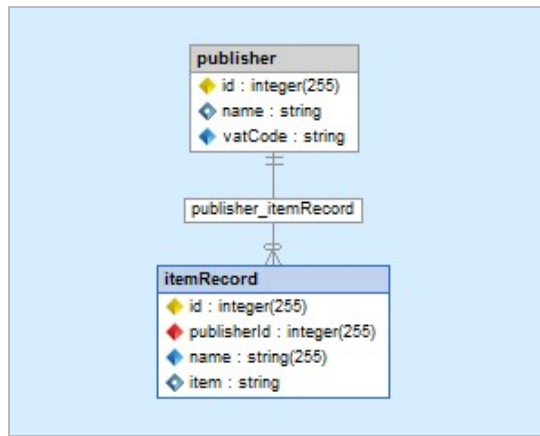 publisher
id : integer(255)
name : string
vatCode : string
publisher_itemRecord
itemRecord
id : integer(255)
publisherId : integer(255)
name : string(255)
item : string